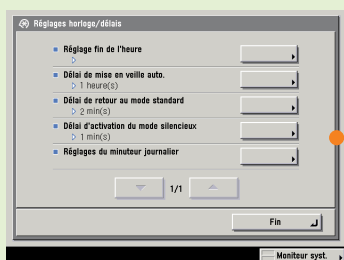 Réglages horloge/délais
Réglage fin de l'heure
Délai de mise en veille auto.
1 heure(s)
Délai de retour au mode standard
2 min(s)
Délai d'activation du mode silencieux
1 min(s)
Réglages du minuteur journalier
1/1
Fin
Moniteur syst.